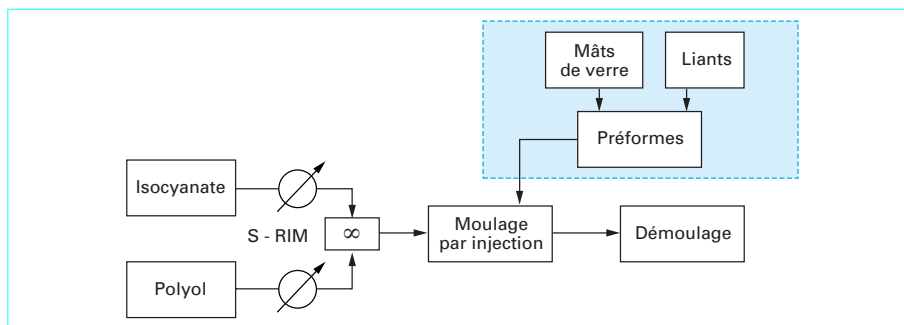 Mâts
de verre
Liants
Préformes
Isocyanate
S - RIM
∞
Moulage
par injection
Démoulage
Polyol